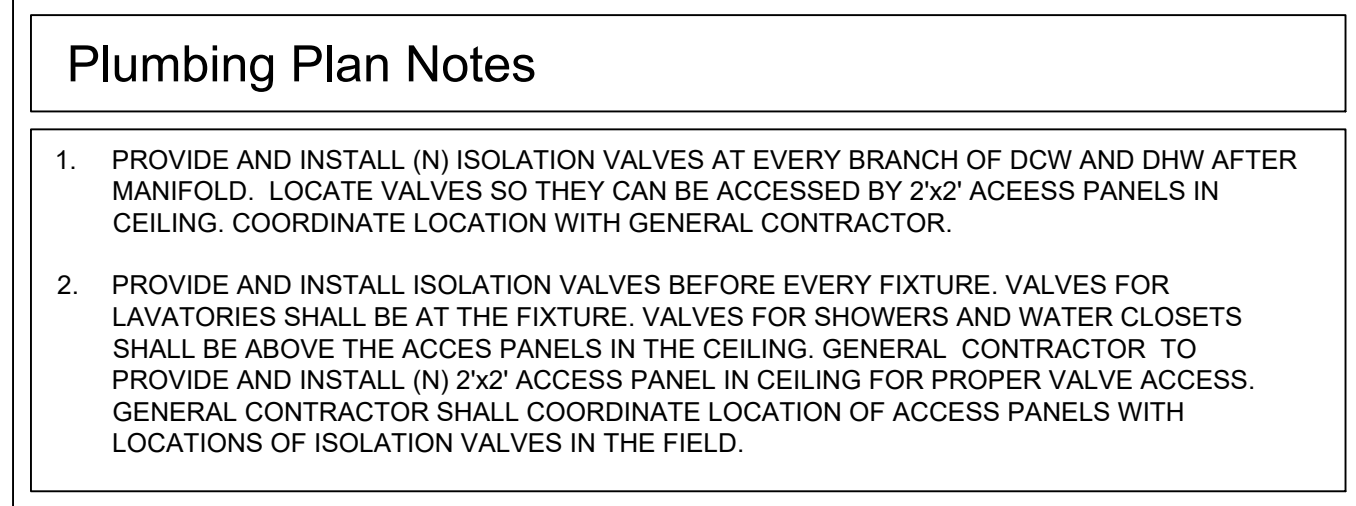 Plumbing Plan Notes
1. PROVIDE AND INSTALL (N) ISOLATION VALVES AT EVERY BRANCH OF DCW AND DHW AFTER
MANIFOLD. LOCATE VALVES SO THEY CAN BE ACCESSED BY 2'x2' ACEESS PANELS IN
CEILING. COORDINATE LOCATION WITH GENERAL CONTRACTOR.
2. PROVIDE AND INSTALL ISOLATION VALVES BEFORE EVERY FIXTURE. VALVES FOR
LAVATORIES SHALL BE AT THE FIXTURE. VALVES FOR SHOWERS AND WATER CLOSETS
SHALL BE ABOVE THE ACCES PANELS IN THE CEILING. GENERAL CONTRACTOR TO
PROVIDE AND INSTALL (N) 2'x2' ACCESS PANEL IN CEILING FOR PROPER VALVE ACCESS.
GENERAL CONTRACTOR SHALL COORDINATE LOCATION OF ACCESS PANELS WITH
LOCATIONS OF ISOLATION VALVES IN THE FIELD.